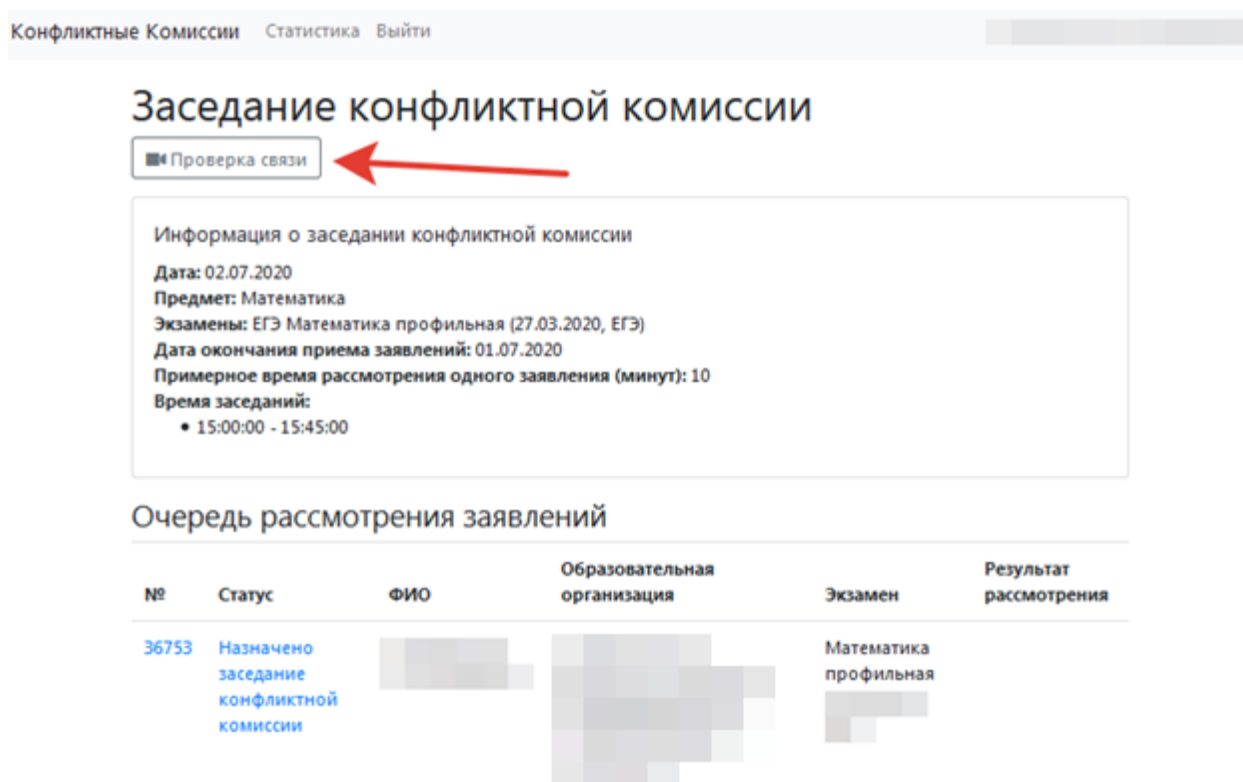 Конфликтные Комиссии Статистика Выйти
Заседание конфликтной комиссии
Проверка связи
Информация о заседании конфликтной комиссии
Дата: 02.07.2020
Предмет: Математика
Экзамены: ЕГЭ Математика профильная (27.03.2020, ЕГЭ)
Дата окончания приема заявлений: 01.07.2020
Примерное время рассмотрения одного заявления (минут): 10
Время заседаний:
• 15:00:00 - 15:45:00
Очередь рассмотрения заявлений
№ Статус ФИО Образовательная организация Экзамен Результат рассмотрения
36753 Назначено Математика
заседание профильная
конфликтной
комиссии